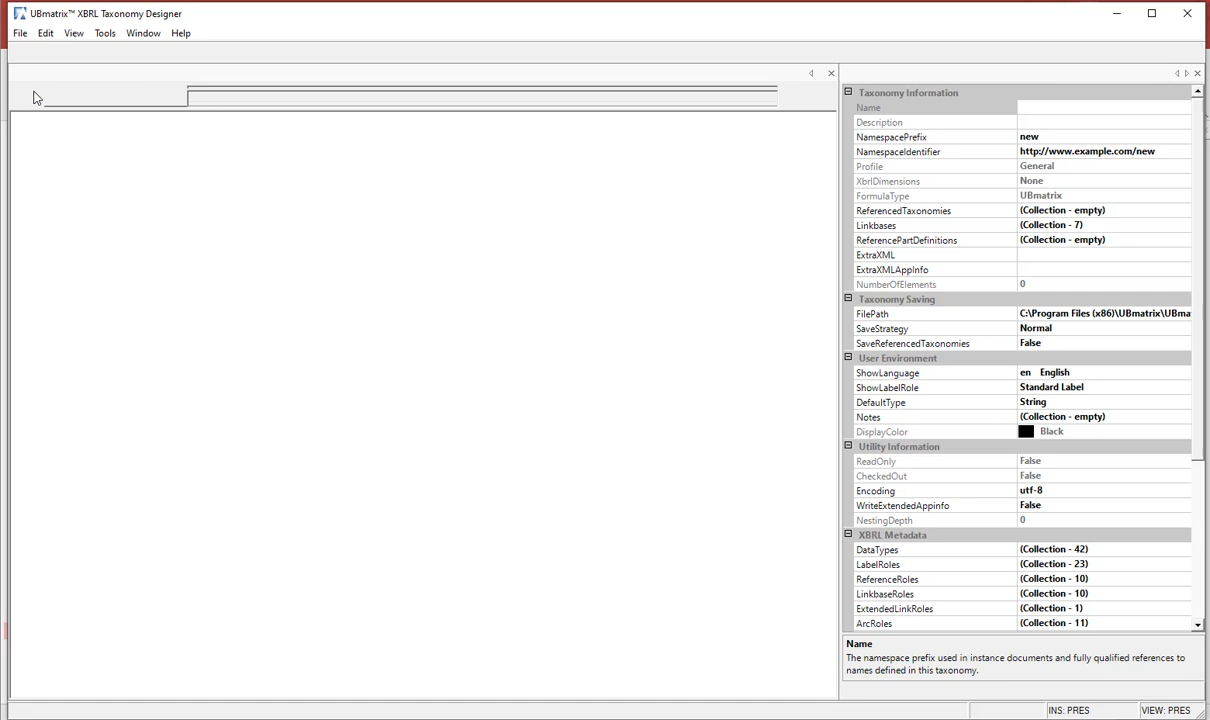 UBmatrix™ XBRL Taxonomy Designer
File Edit View Tools Window Help
Taxonomy Information
Name
Description
NamespacePrefix new
NamespaceIdentifier http://www.example.com/new
Profile General
XbrlDimensions None
FormulaType UBmatrix
ReferencedTaxonomies (Collection - empty)
Linkbases (Collection - 7)
ReferencePartDefinitions (Collection - empty)
ExtraXML
ExtraXMLAppInfo
NumberOfElements 0
Taxonomy Saving
FilePath C:\Program Files (x86)\UBmatrix\UBma
SaveStrategy Normal
SaveReferencedTaxonomies False
User Environment
ShowLanguage en English
ShowLabelRole Standard Label
DefaultType String
Notes (Collection - empty)
DisplayColor Black
Utility Information
ReadOnly False
CheckedOut False
Encoding utf-8
WriteExtendedAppinfo False
NestingDepth 0
XBRL Metadata
DataTypes (Collection - 42)
LabelRoles (Collection - 23)
ReferenceRoles (Collection - 10)
LinkbaseRoles (Collection - 10)
ExtendedLinkRoles (Collection - 1)
ArcRoles (Collection - 11)
Name
The namespace prefix used in instance documents and fully qualified references to
names defined in this taxonomy.
INS: PRES VIEW: PRES